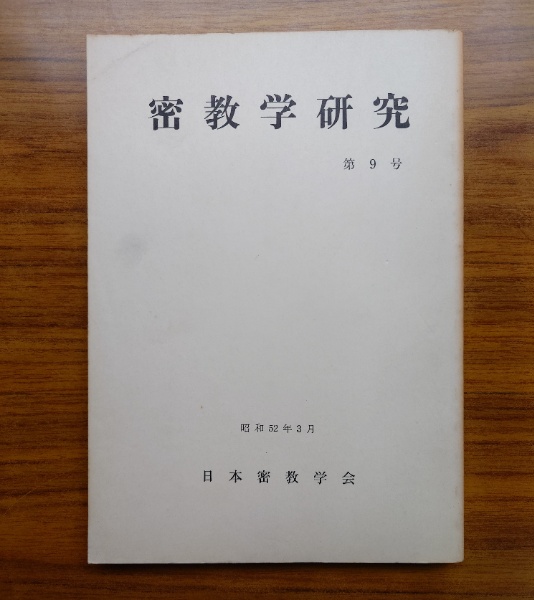 密教学研究
第9号
昭和52年3月
日本密教学会